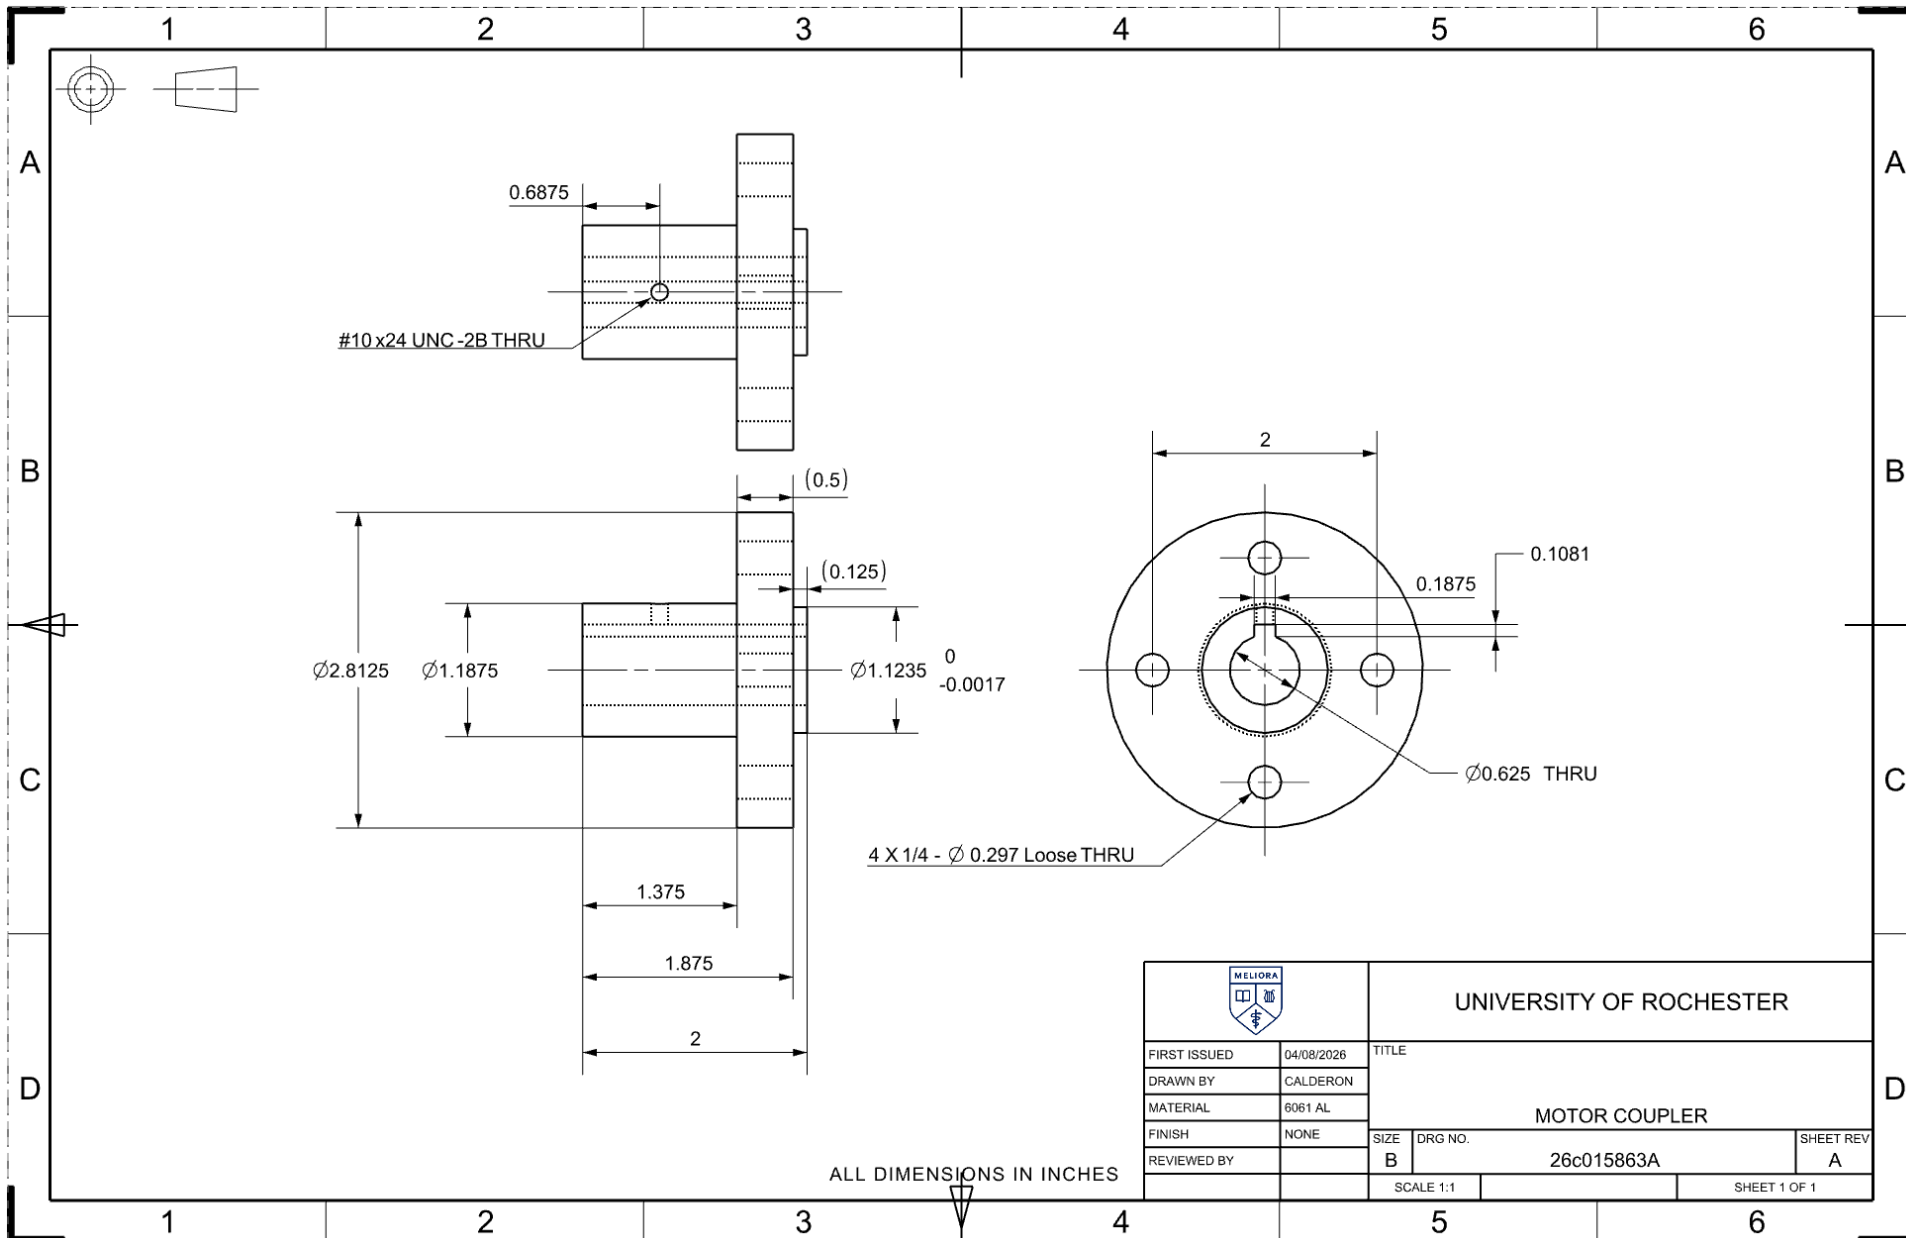 1 2 3 4 5 6
A A
0.6875
#10 x24 UNC -2B THRU
B B
2
(0.5)
0.1081
(0.125)
0.1875
Ø2.8125 Ø1.1875 Ø1.1235 0
-0.0017
C C
Ø0.625 THRU
4 X 1/4 - Ø 0.297 Loose THRU
1.375
1.875
MELIORA
UNIVERSITY OF ROCHESTER
2
FIRST ISSUED 04/08/2026 TITLE
DRAWN BY CALDERON
D D
MATERIAL 6061 AL MOTOR COUPLER
FINISH NONE SIZE DRG NO. SHEET REV
REVIEWED BY B 26c015863A A
ALL DIMENSIONS IN INCHES
SCALE 1:1 SHEET 1 OF 1
1 2 3 4 5 6